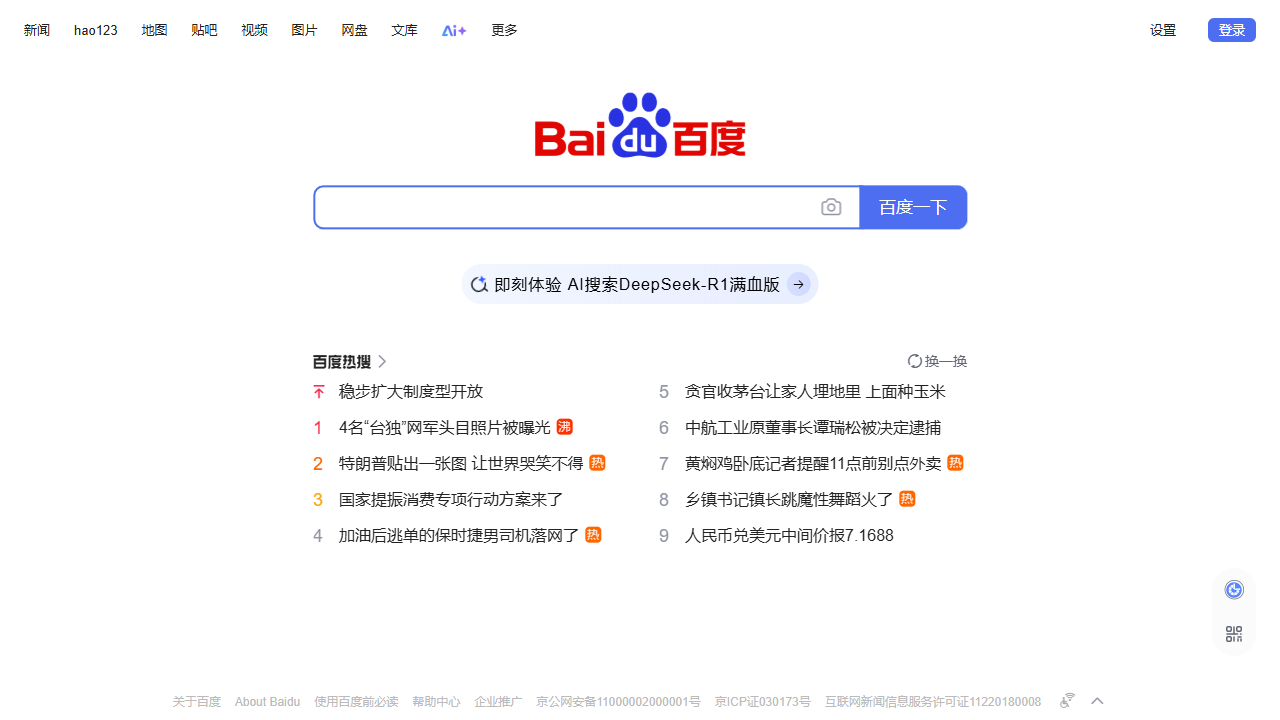 新闻 hao123 地图 贴吧 视频 图片 网盘 文库 Ai+ 更多 设置 登录
Bai du 百度
百度一下
即刻体验 AI搜索DeepSeek-R1满血版
百度热搜 换一换
稳步扩大制度型开放
1 4名“台独”网军头目照片被曝光 沸
2 特朗普贴出一张图 让世界哭笑不得 热
3 国家提振消费专项行动方案来了
4 加油后逃单的保时捷男司机落网了 热
5 贪官收茅台让家人埋地里 上面种玉米
6 中航工业原董事长谭瑞松被决定逮捕
7 黄焖鸡卧底记者提醒11点前别点外卖 热
8 乡镇书记镇长跳魔性舞蹈火了 热
9 人民币兑美元中间价报7.1688
关于百度 About Baidu 使用百度前必读 帮助中心 企业推广 京公网安备11000002000001号 京ICP证030173号 互联网新闻信息服务许可证11220180008